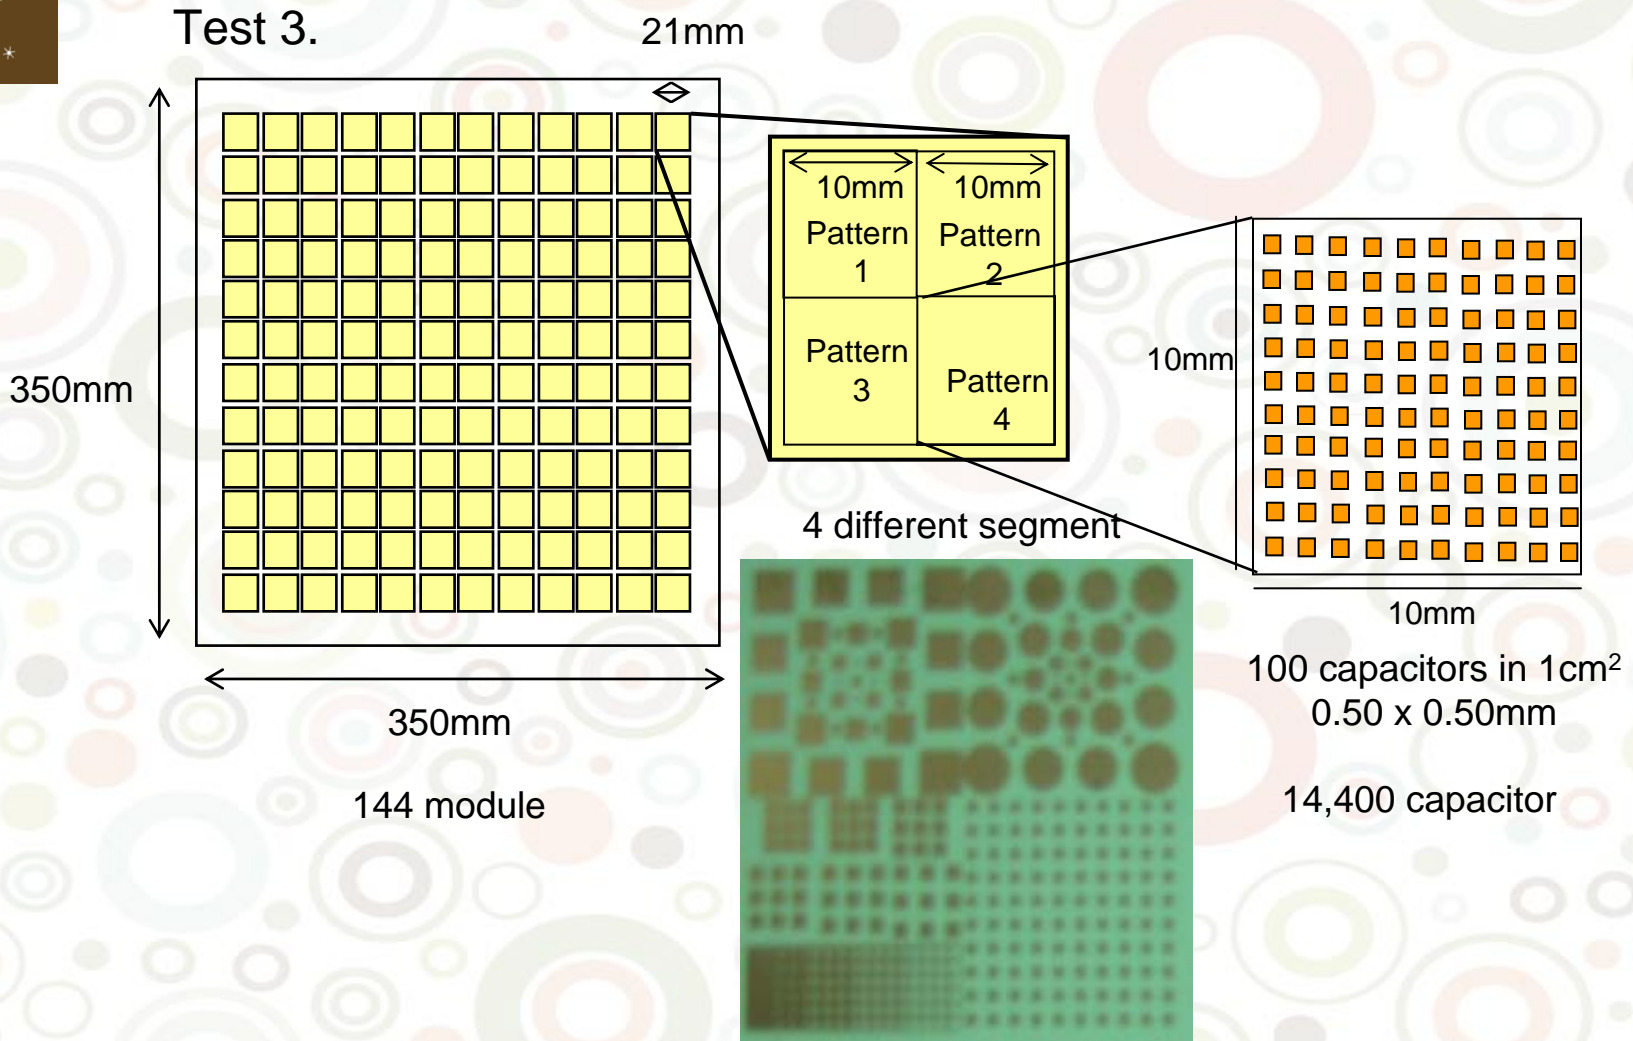 Test 3.
21mm
350mm
350mm
144 module
10mm
10mm
Pattern
1
Pattern
2
Pattern
3
Pattern
4
4 different segment
10mm
10mm
100 capacitors in 1cm²
0.50 x 0.50mm
14,400 capacitor